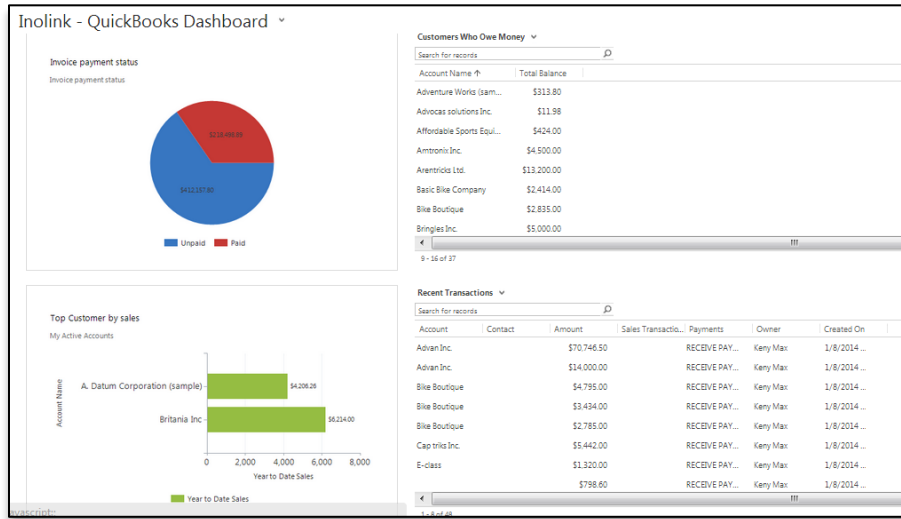 Inolink - QuickBooks Dashboard
Invoice payment status
Invoice payment status
$412,157.80
Unpaid Paid
Customers Who Owe Money
Search for records
Account Name Total Balance
Adventure Works (sam... $313.80
Advocas solutions Inc. $11.98
Affordable Sports Equi... $424.00
Amtronix Inc. $4,500.00
Arentricks Ltd. $13,200.00
Basic Bike Company $2,414.00
Bike Boutique $2,835.00
Bringles Inc. $5,000.00
9 - 16 of 37
Top Customer by sales
My Active Accounts
Account Name
A. Datum Corporation (sample) $4,206.28
Britania Inc $6,214.00
0 2,000 4,000 6,000 8,000
Year to Date Sales
Year to Date Sales
avascript:;
Recent Transactions
Search for records
Account Contact Amount Sales Transactio... Payments Owner Created On
Advan Inc. $70,746.50 RECEIVE PAY... Keny Max 1/8/2014 ...
Advan Inc. $14,000.00 RECEIVE PAY... Keny Max 1/8/2014 ...
Bike Boutique $4,795.00 RECEIVE PAY... Keny Max 1/8/2014 ...
Bike Boutique $3,434.00 RECEIVE PAY... Keny Max 1/8/2014 ...
Bike Boutique $2,785.00 RECEIVE PAY... Keny Max 1/8/2014 ...
Cap triks Inc. $5,442.00 RECEIVE PAY... Keny Max 1/8/2014 ...
E-class $1,320.00 RECEIVE PAY... Keny Max 1/8/2014 ...
$798.60 RECEIVE PAY... Keny Max 1/8/2014 ...
1 - 8 of 48